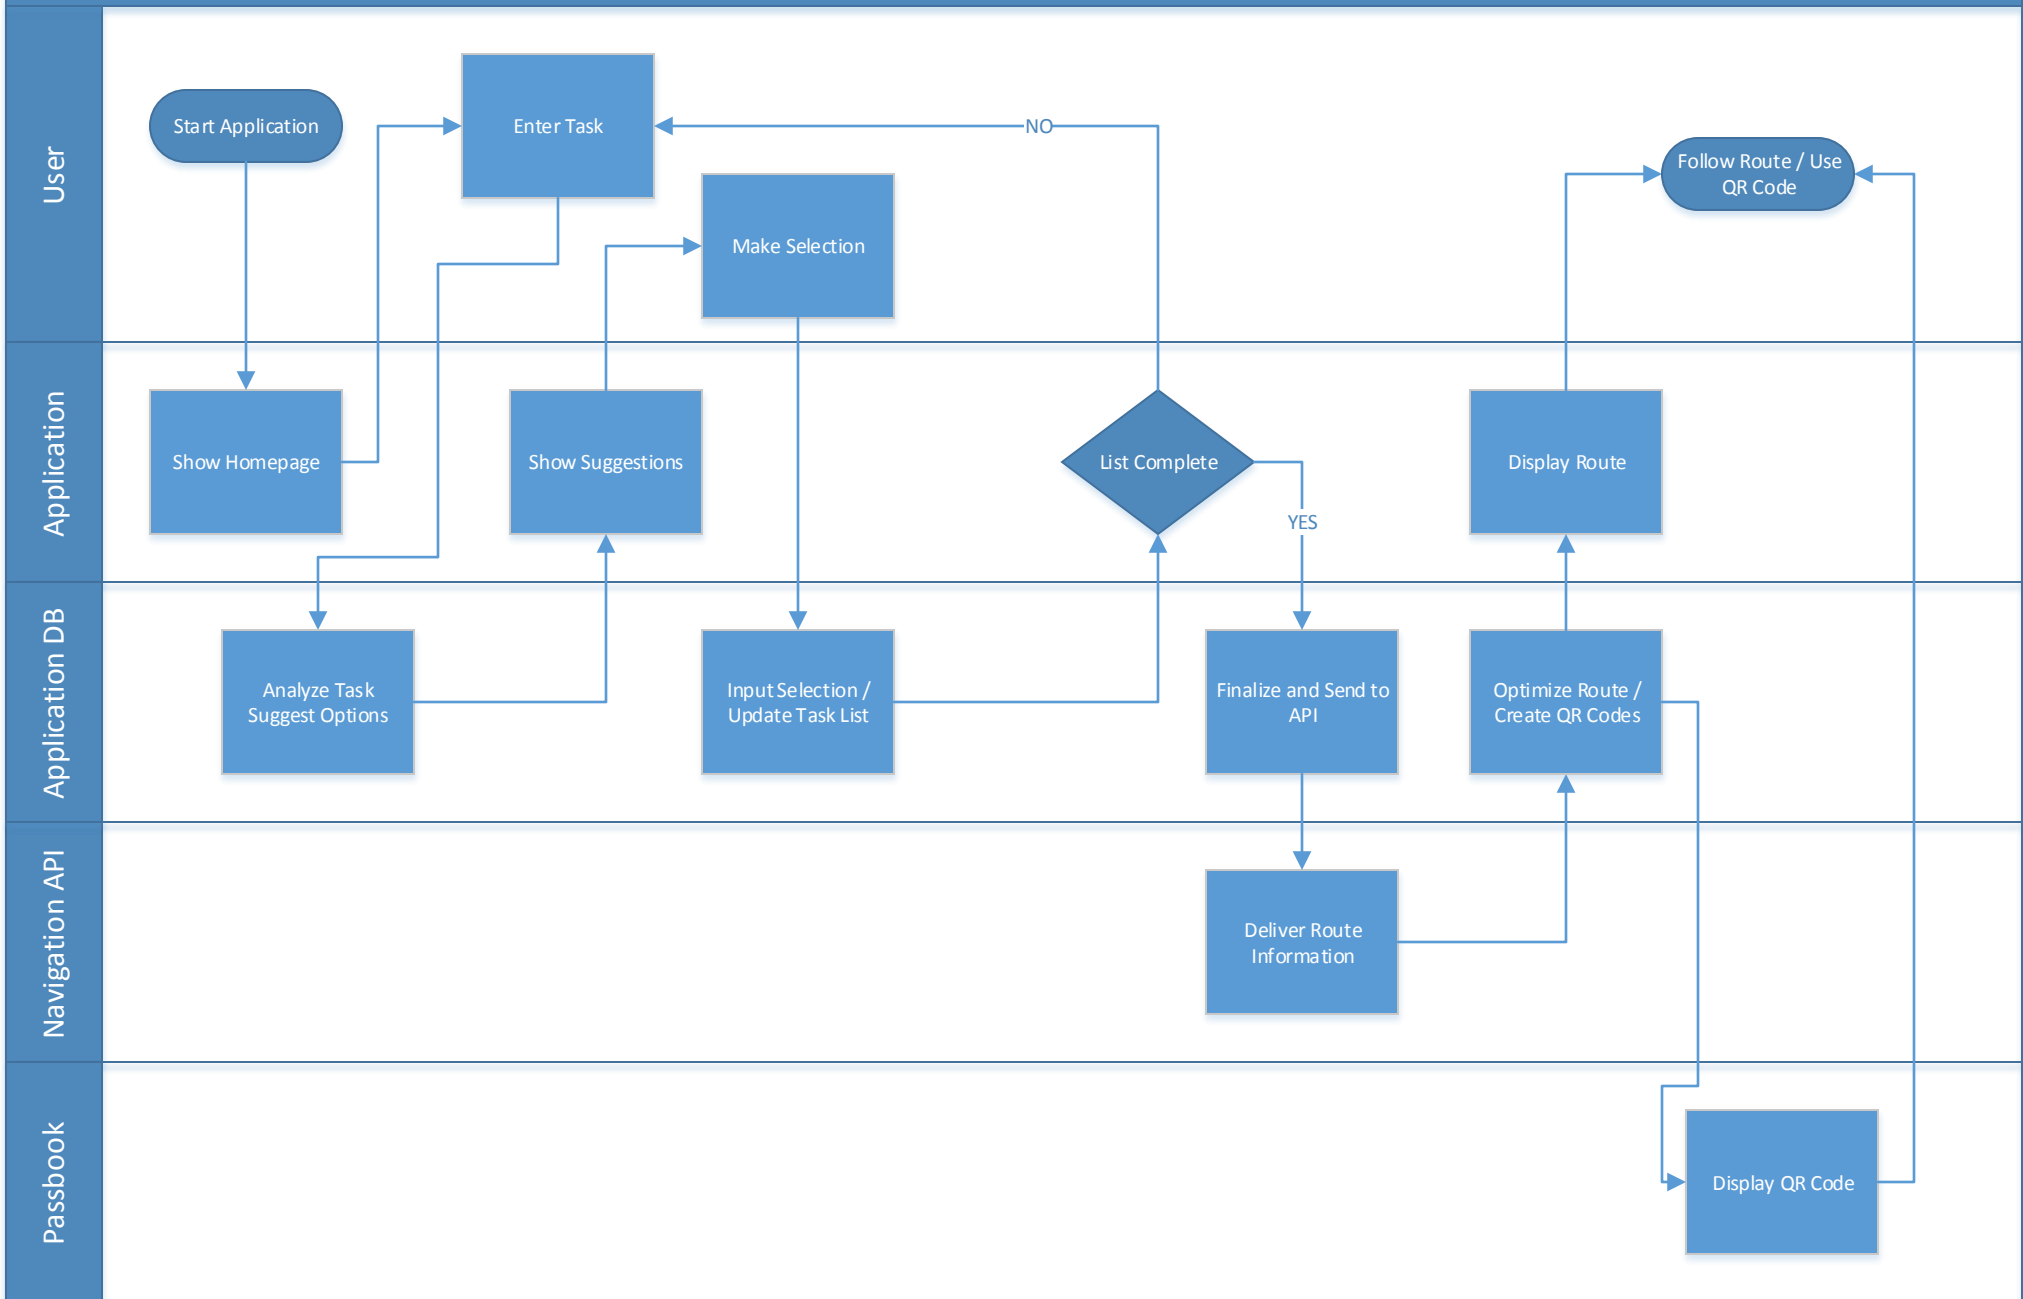 User
Start Application
Enter Task
NO
Make Selection
Follow Route / Use
QR Code
Application
Show Homepage
Show Suggestions
List Complete
YES
Display Route
Application DB
Analyze Task
Suggest Options
Input Selection /
Update Task List
Finalize and Send to
API
Optimize Route /
Create QR Codes
Navigation API
Deliver Route
Information
Passbook
Display QR Code